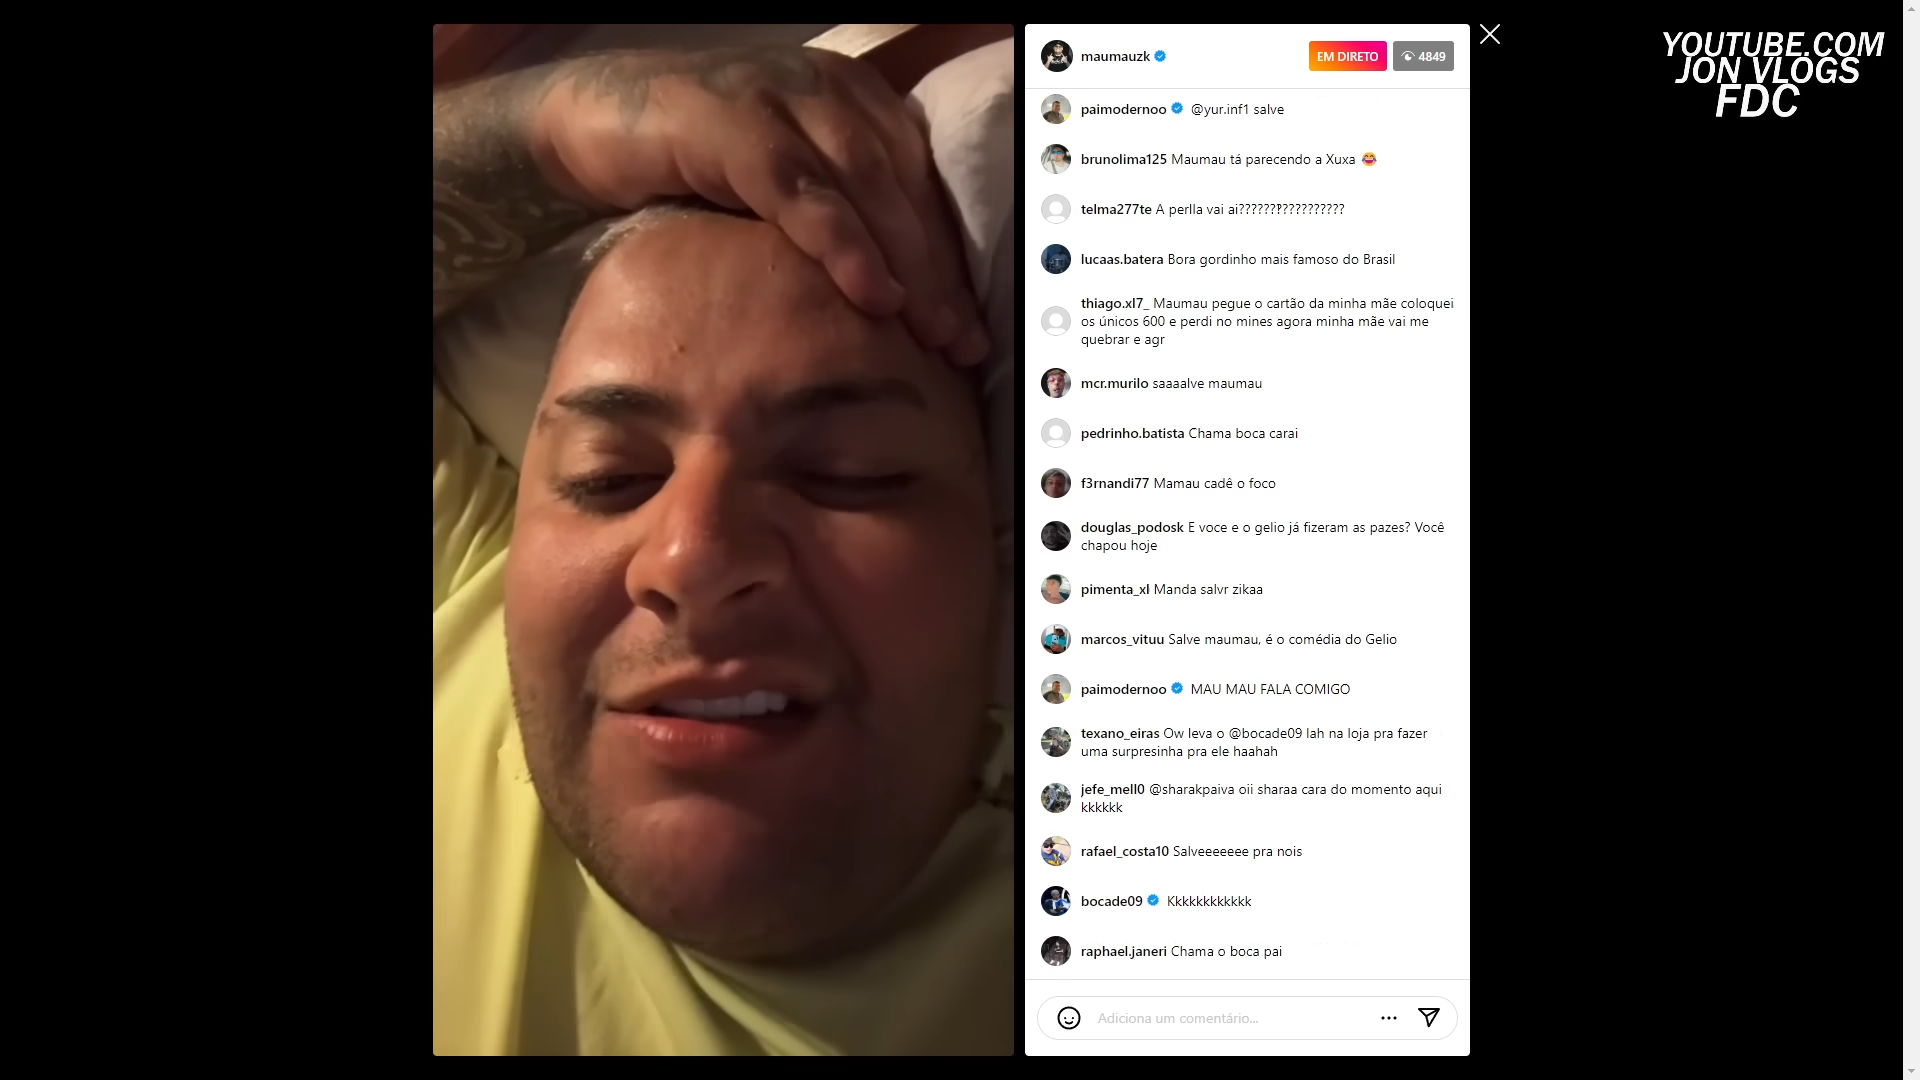 YOUTUBE.COM
JON VLOGS
FDC
maumauzk
EM DIRETO
4849
paimodernoo @yur.inf1 salve
brunolima125 Maumau tá parecendo a Xuxa 😂
telma277te A perlla vai ai??????‽??????????
lucaas.batera Bora gordinho mais famoso do Brasil
thiago.xl7_ Maumau pegue o cartão da minha mãe coloquei
os únicos 600 e perdi no mines agora minha mãe vai me
quebrar e agr
mcr.murilo saaaalve maumau
pedrinho.batista Chama boca carai
f3rnandi77 Mamau cadê o foco
douglas_podosk E voce e o gelio já fizeram as pazes? Você
chapou hoje
pimenta_xl Manda salvr zikaa
marcos_vituu Salve maumau, é o comédia do Gelio
paimodernoo MAU MAU FALA COMIGO
texano_eiras Ow leva o @bocade09 lah na loja pra fazer
uma surpresinha pra ele haahah
jefe_mell0 @sharakpaiva oii sharaa cara do momento aqui
kkkkkk
rafael_costa10 Salveeeeeee pra nois
bocade09 Kkkkkkkkkkkk
raphael.janeri Chama o boca pai
Adiciona um comentário...